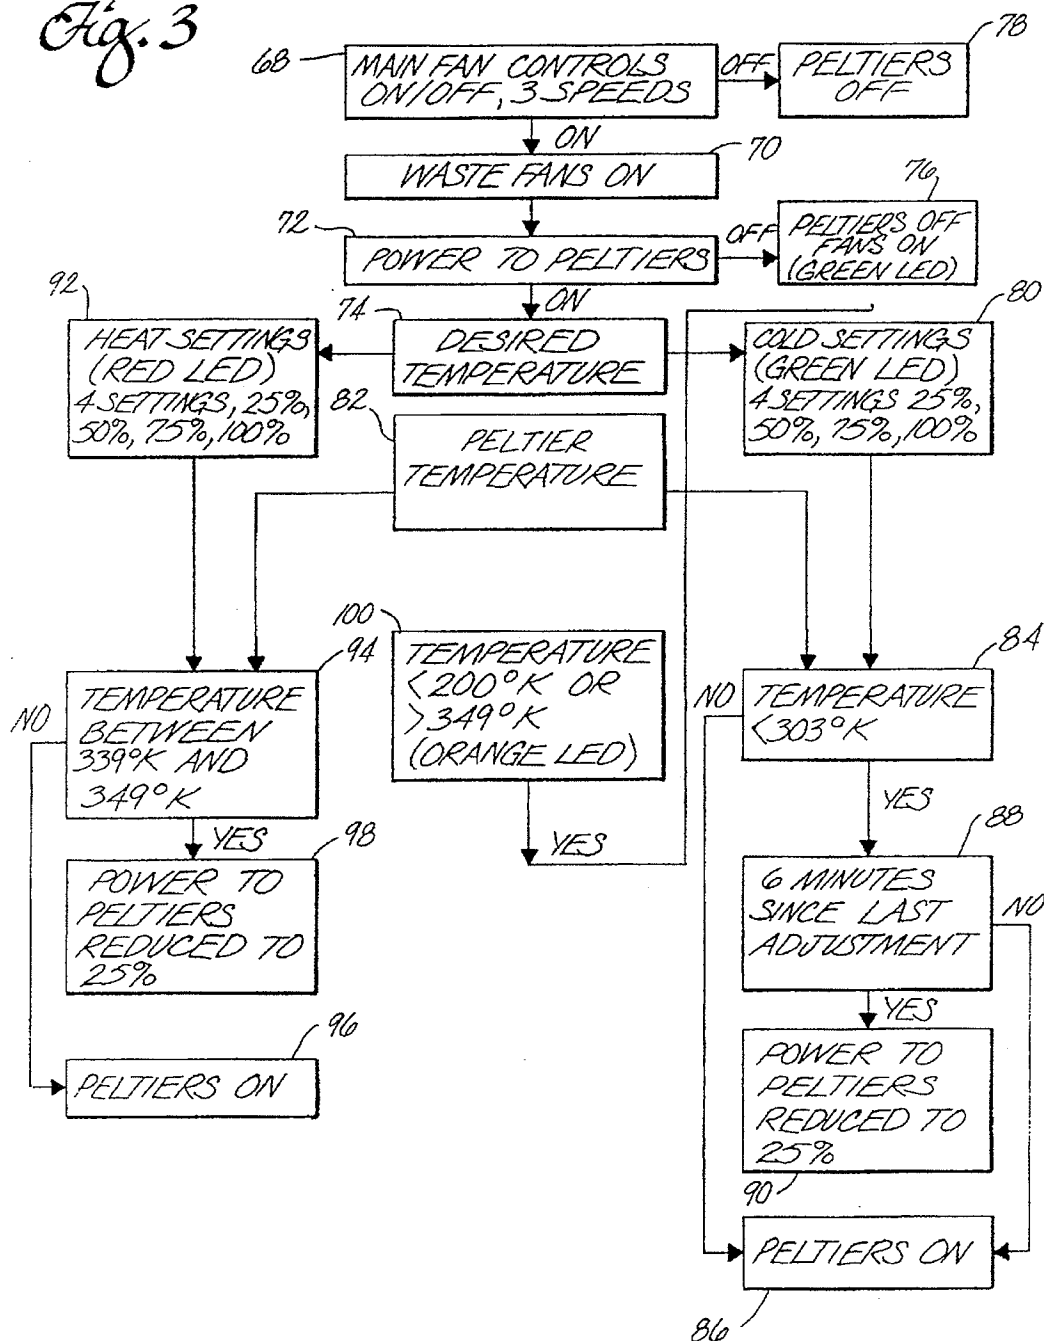 Fig. 3
68
MAIN FAN CONTROLS
ON/OFF, 3 SPEEDS
OFF
78
PELTIERS
OFF
ON
70
WASTE FANS ON
72
POWER TO PELTIERS
OFF
76
PELTIERS OFF
FANS ON
(GREEN LED)
ON
92
HEAT SETTINGS
(RED LED)
4 SETTINGS, 25%,
50%, 75%, 100%
74
DESIRED
TEMPERATURE
80
COLD SETTINGS
(GREEN LED)
4 SETTINGS 25%,
50%, 75%, 100%
82
PELTIER
TEMPERATURE
94
TEMPERATURE
BETWEEN
339°K AND
349°K
NO
YES
98
POWER TO
PELTIERS
REDUCED TO
25%
96
PELTIERS ON
100
TEMPERATURE
<200°K OR
>349°K
(ORANGE LED)
YES
84
NO
TEMPERATURE
<303°K
YES
88
6 MINUTES
SINCE LAST
ADJUSTMENT
NO
YES
POWER TO
PELTIERS
REDUCED TO
25%
90
PELTIERS ON
86